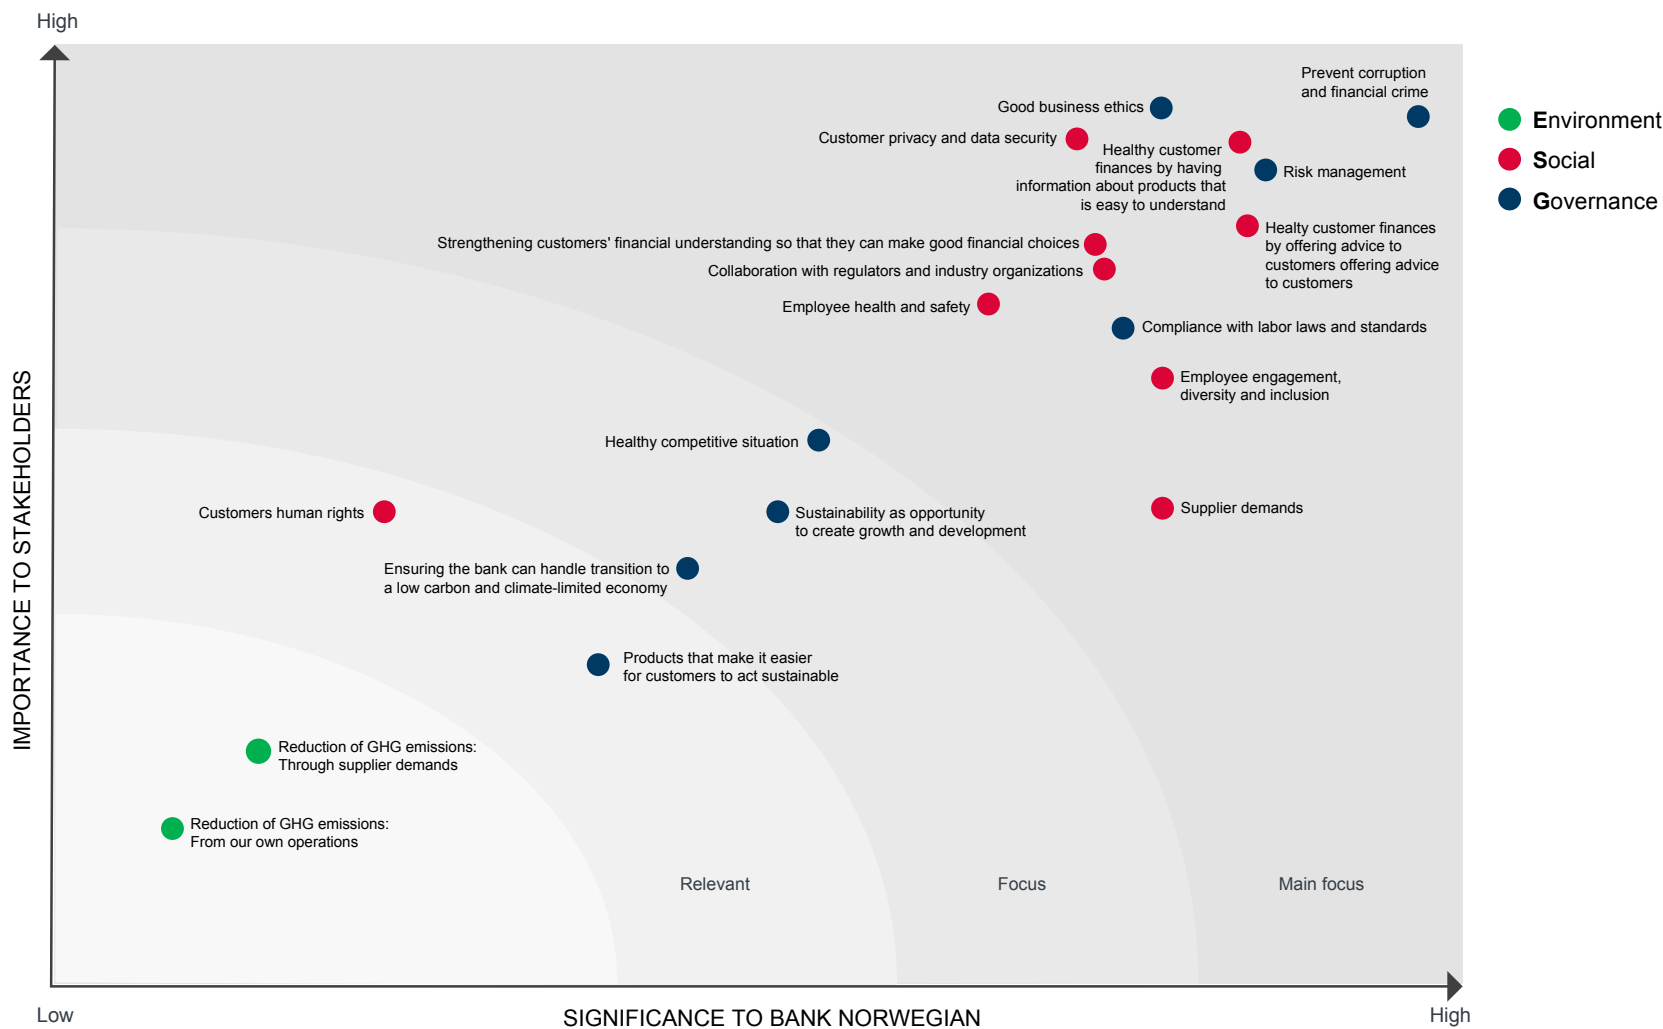 High
Prevent corruption
and financial crime
Good business ethics
Customer privacy and data security
Healthy customer
finances by having
information about products that
is easy to understand
Risk management
Environment
Social
Governance
Strengthening customers' financial understanding so that they can make good financial choices
Healty customer finances
by offering advice to
customers offering advice
to customers
Collaboration with regulators and industry organizations
Employee health and safety
Compliance with labor laws and standards
Employee engagement,
diversity and inclusion
Healthy competitive situation
Customers human rights
Sustainability as opportunity
to create growth and development
Supplier demands
Ensuring the bank can handle transition to
a low carbon and climate-limited economy
Products that make it easier
for customers to act sustainable
Reduction of GHG emissions:
Through supplier demands
Reduction of GHG emissions:
From our own operations
Relevant
Focus
Main focus
IMPORTANCE TO STAKEHOLDERS
Low
SIGNIFICANCE TO BANK NORWEGIAN
High